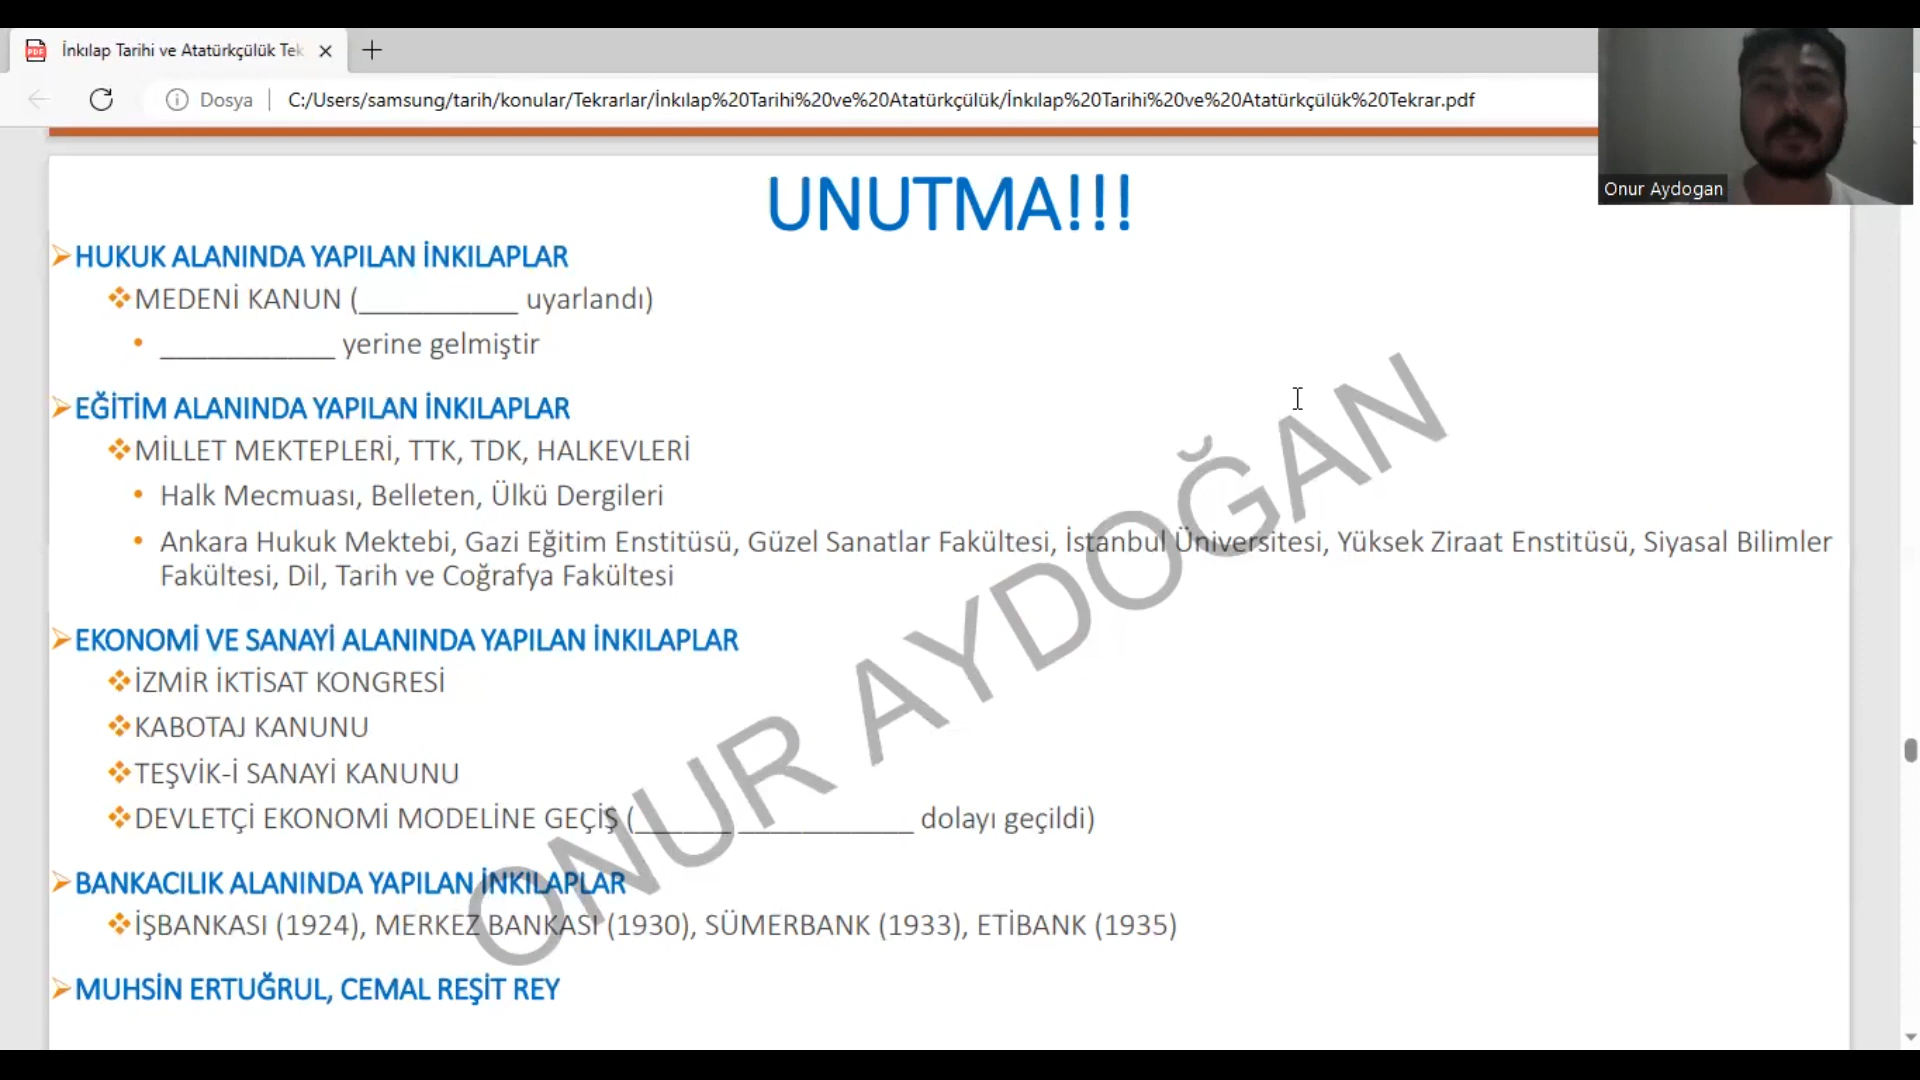 İnkılap Tarihi ve Atatürkçülük Tek
Dosya
C:/Users/samsung/tarih/konular/Tekrarlar/İnkılap%20Tarihi%20ve%20Atatürkçülük/İnkılap%20Tarihi%20ve%20Atatürkçülük%20Tekrar.pdf
Onur Aydogan
UNUTMA!!!
HUKUK ALANINDA YAPILAN İNKILAPLAR
MEDENİ KANUN (__________ uyarlandı)
___________ yerine gelmiştir
EĞİTİM ALANINDA YAPILAN İNKILAPLAR
MİLLET MEKTEPLERİ, TTK, TDK, HALKEVLERİ
Halk Mecmuası, Belleten, Ülkü Dergileri
Ankara Hukuk Mektebi, Gazi Eğitim Enstitüsü, Güzel Sanatlar Fakültesi, İstanbul Üniversitesi, Yüksek Ziraat Enstitüsü, Siyasal Bilimler
Fakültesi, Dil, Tarih ve Coğrafya Fakültesi
EKONOMİ VE SANAYİ ALANINDA YAPILAN İNKILAPLAR
İZMİR İKTİSAT KONGRESİ
KABOTAJ KANUNU
TEŞVİK-İ SANAYİ KANUNU
DEVLETÇİ EKONOMİ MODELİNE GEÇİŞ (______ ___________ dolayı geçildi)
BANKACILIK ALANINDA YAPILAN İNKILAPLAR
İŞBANKASI (1924), MERKEZ BANKASI (1930), SÜMERBANK (1933), ETİBANK (1935)
MUHSİN ERTUĞRUL, CEMAL REŞİT REY
ONUR AYDOĞAN